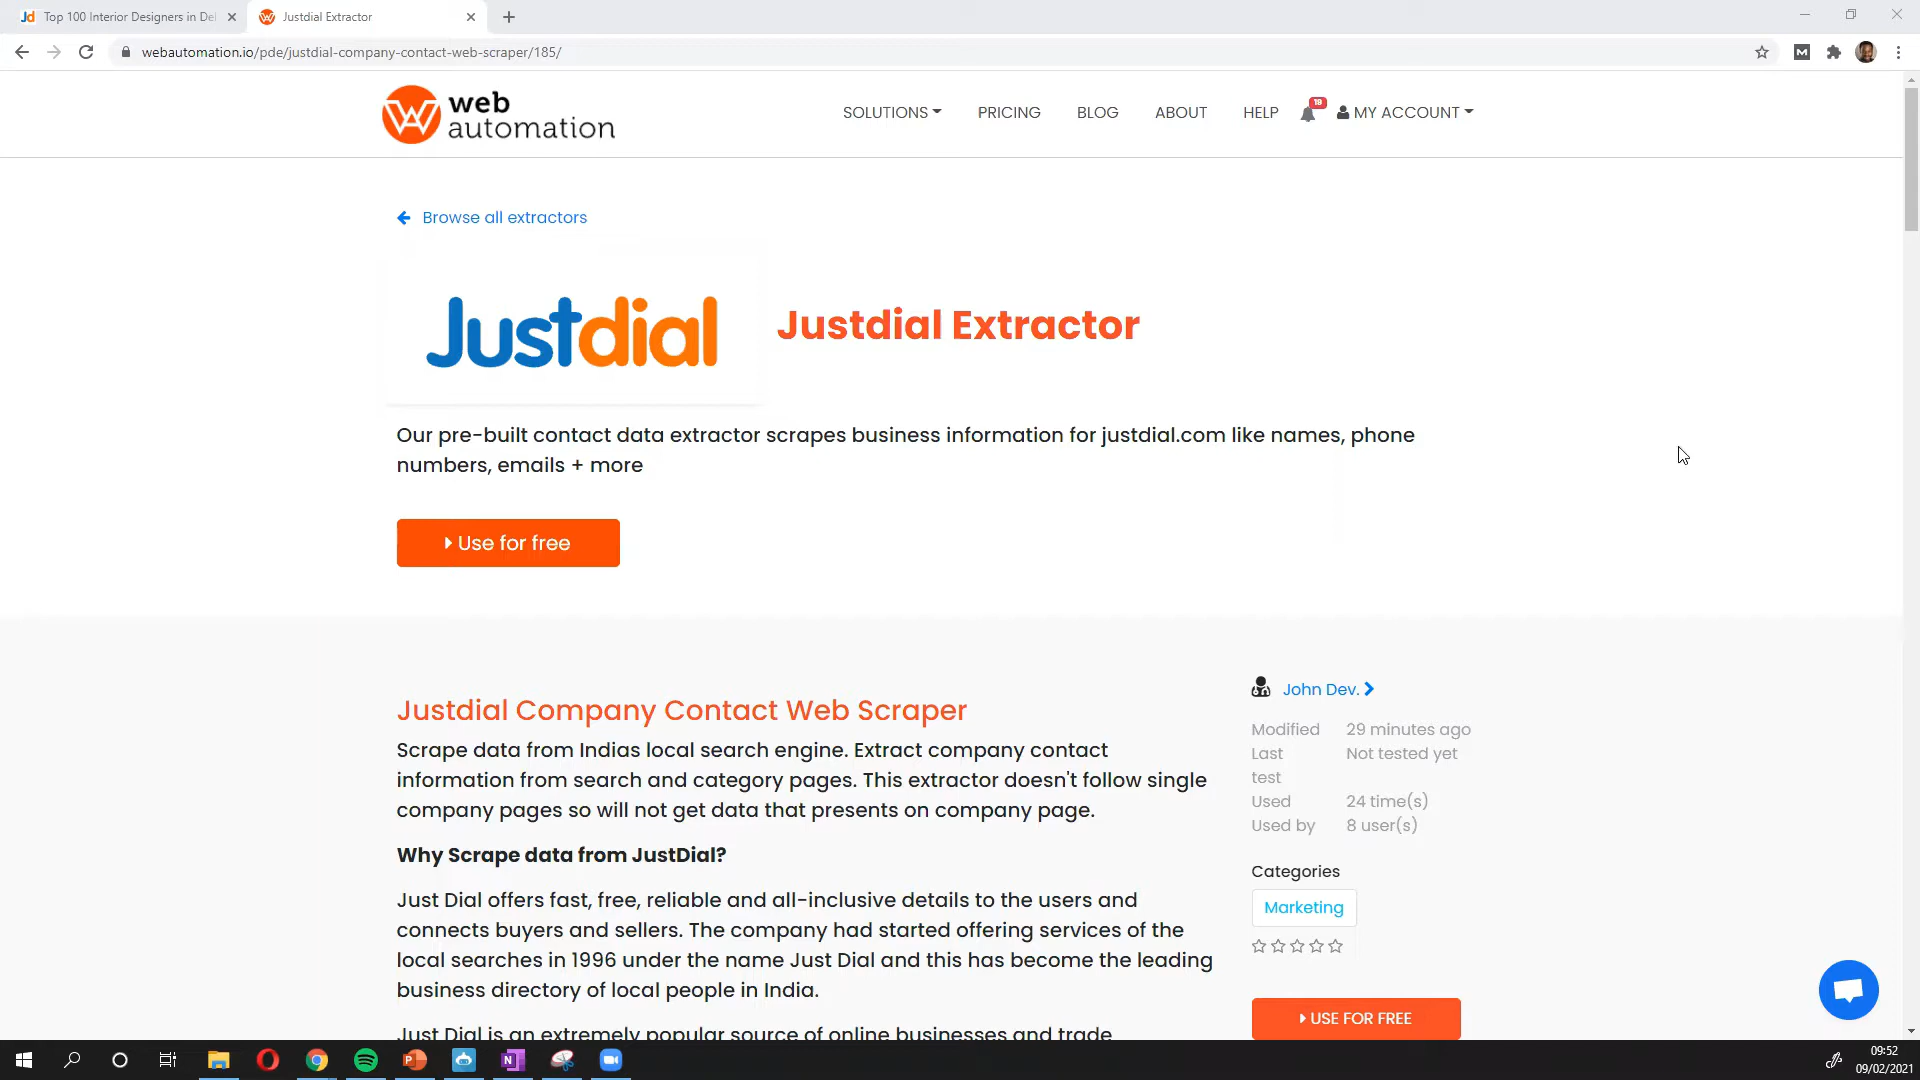 Top 100 Interior Designers in Del
Justdial Extractor
webautomation.io/pde/justdial-company-contact-web-scraper/185/
web
automation
SOLUTIONS
PRICING
BLOG
ABOUT
HELP
19
MY ACCOUNT
Browse all extractors
Justdial
Justdial Extractor
Our pre-built contact data extractor scrapes business information for justdial.com like names, phone
numbers, emails + more
Use for free
Justdial Company Contact Web Scraper
Scrape data from Indias local search engine. Extract company contact
information from search and category pages. This extractor doesn't follow single
company pages so will not get data that presents on company page.
Why Scrape data from JustDial?
Just Dial offers fast, free, reliable and all-inclusive details to the users and
connects buyers and sellers. The company had started offering services of the
local searches in 1996 under the name Just Dial and this has become the leading
business directory of local people in India.
Just Dial is an extremely popular source of online businesses and trade
John Dev.
Modified 29 minutes ago
Last test Not tested yet
Used 24 time(s)
Used by 8 user(s)
Categories
Marketing
USE FOR FREE
09:52
09/02/2021